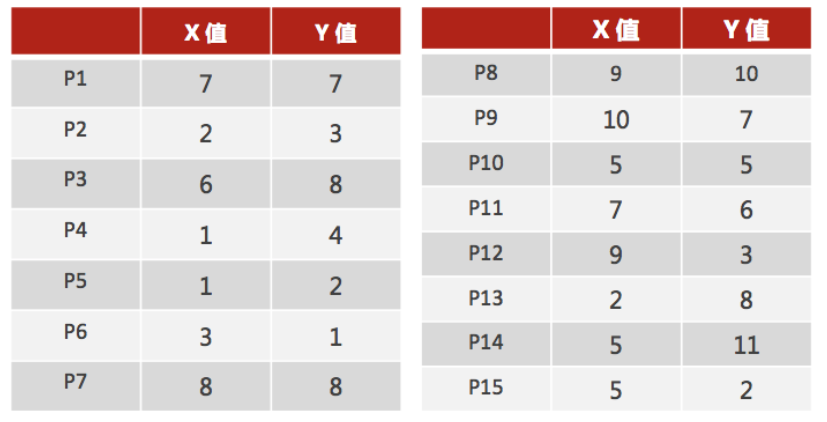 X 值 Y 值
P1 7 7
P2 2 3
P3 6 8
P4 1 4
P5 1 2
P6 3 1
P7 8 8
X 值 Y 值
P8 9 10
P9 10 7
P10 5 5
P11 7 6
P12 9 3
P13 2 8
P14 5 11
P15 5 2